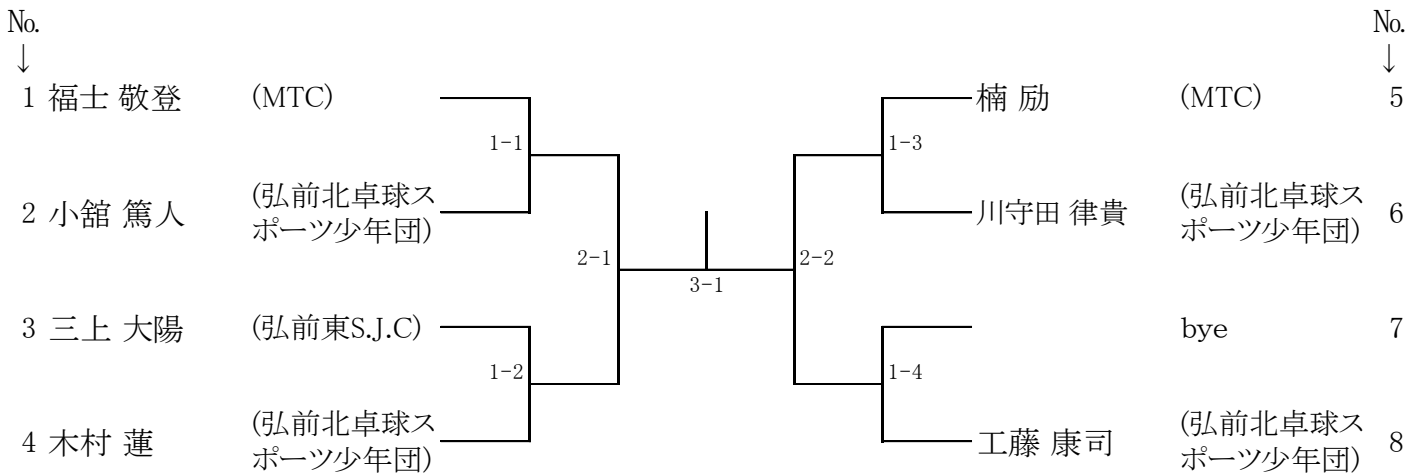 No. No.
↓ ↓
1 福士 敬登 (MTC) 楠 励 (MTC) 5
1-1 1-3
2 小舘 篤人 (弘前北卓球ス
ポーツ少年団) 川守田 律貴 (弘前北卓球ス
ポーツ少年団) 6
2-1 2-2
3-1
3 三上 大陽 (弘前東S.J.C) bye 7
1-2 1-4
4 木村 蓮 (弘前北卓球ス
ポーツ少年団) 工藤 康司 (弘前北卓球ス
ポーツ少年団) 8